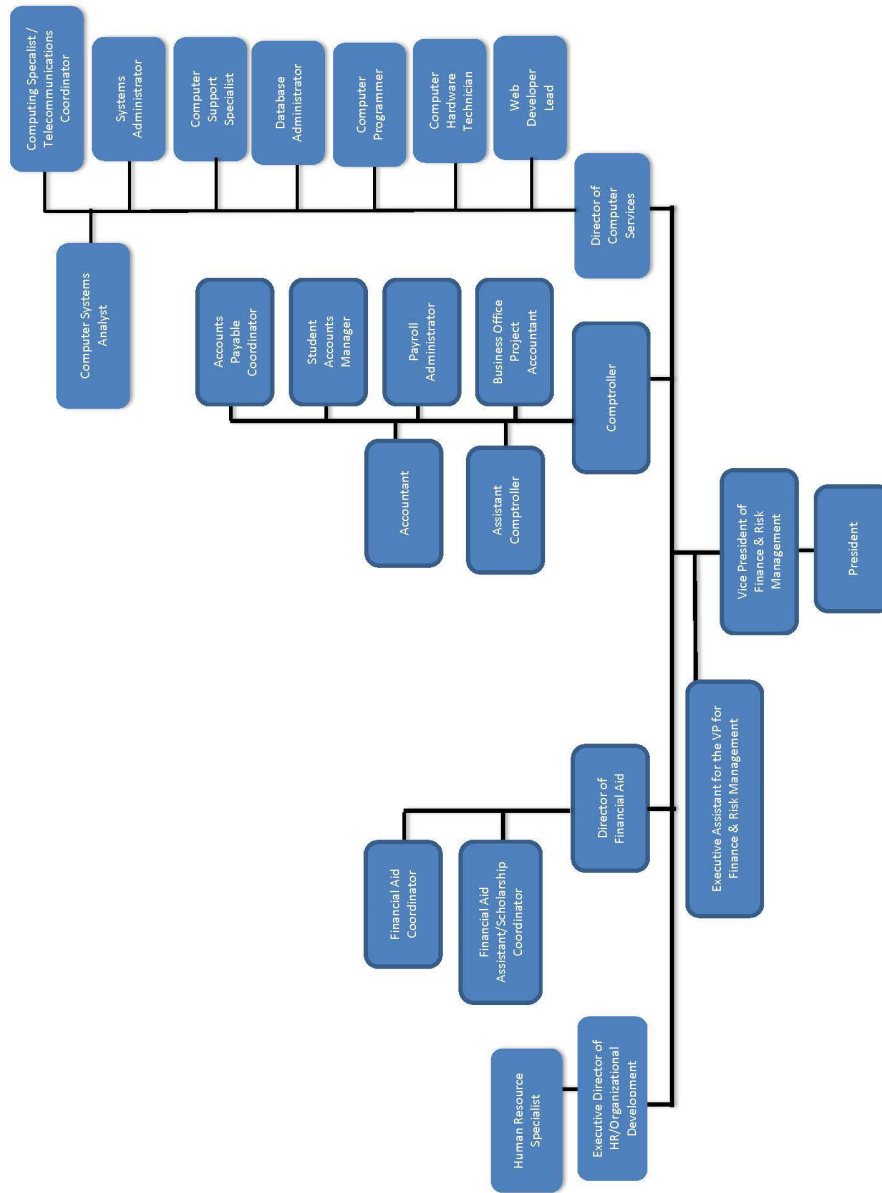 Computing Specalist /
Telecommunications
Coordinator
Computer Systems
Analyst
Systems
Administrator
Computer
Support
Specialist
Accounts
Payable
Coordinator
Database
Administrator
Student
Accounts
Manager
Computer
Programmer
Financial Aid
Coordinator
Accountant
Payroll
Administrator
Computer
Hardware
Technician
Human Resource
Specialist
Financial Aid
Assistant/Scholarship
Coordinator
Assistant
Comptroller
Business Office
Project
Accountant
Web
Developer
Lead
Executive Director of
HR/Organizational
Development
Director of
Financial Aid
Comptroller
Director of
Computer
Services
Executive Assistant for the VP for
Finance & Risk Management
Vice President of
Finance & Risk
Management
President